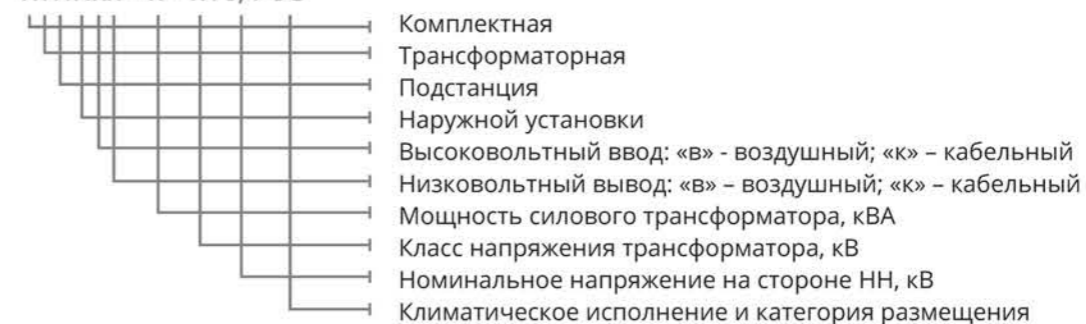 Комплектная
Трансформаторная
Подстанция
Наружной установки
Высоковольтный ввод: «в» - воздушный; «к» – кабельный
Низковольтный вывод: «в» – воздушный; «к» – кабельный
Мощность силового трансформатора, кВА
Класс напряжения трансформатора, кВ
Номинальное напряжение на стороне НН, кВ
Климатическое исполнение и категория размещения